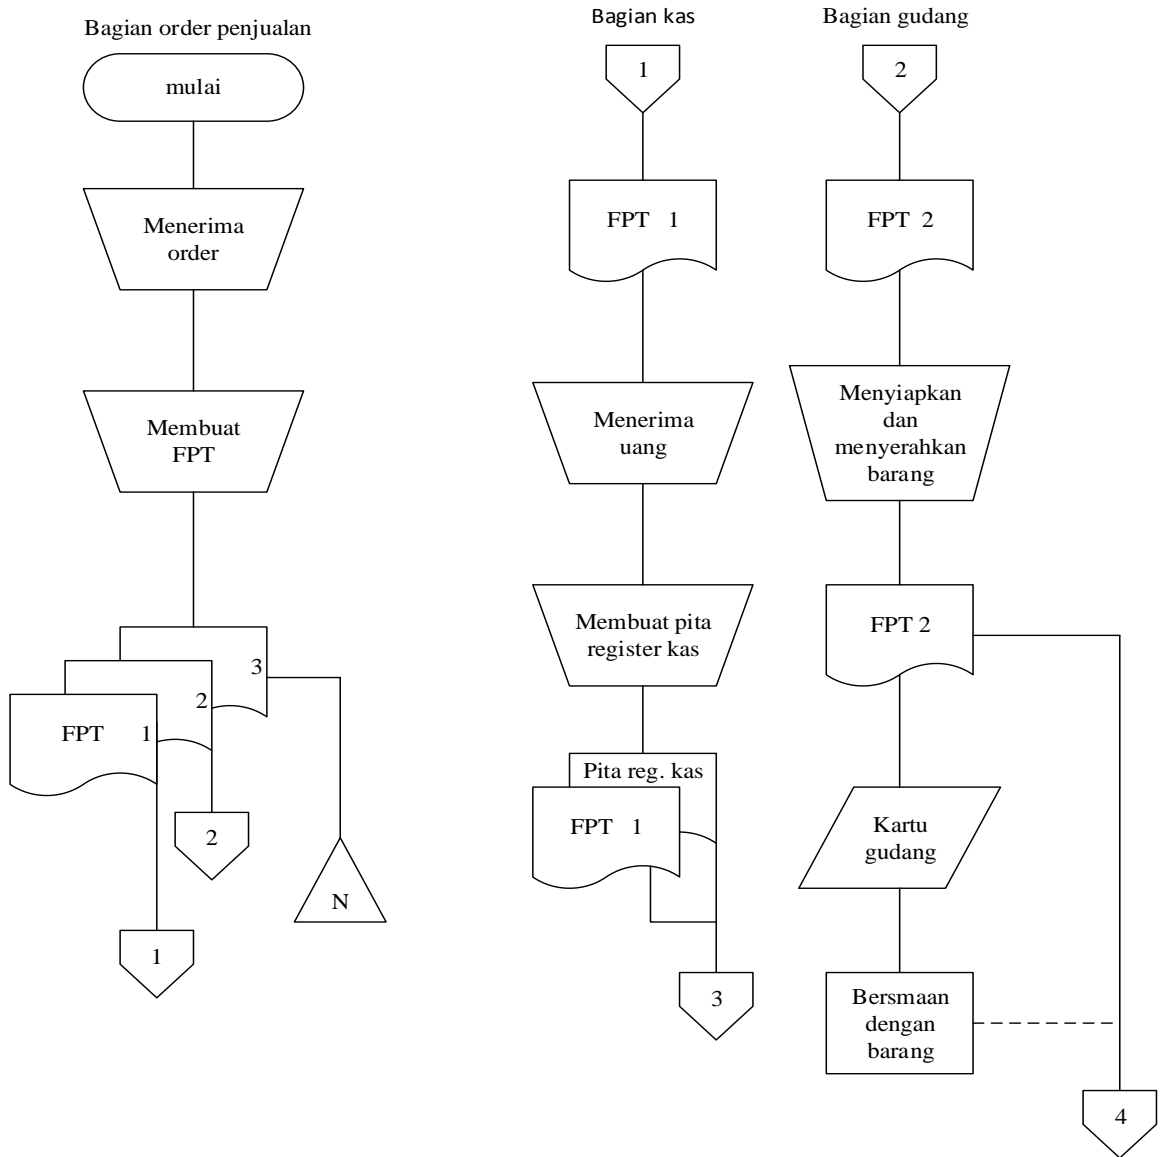 Bagian order penjualan
mulai
Menerima
order
Membuat
FPT
3
2
FPT 1
2
N
1
Bagian kas
1
FPT 1
Menerima
uang
Membuat pita
register kas
Pita reg. kas
FPT 1
3
Bagian gudang
2
FPT 2
Menyiapkan
dan
menyerahkan
barang
FPT 2
Kartu
gudang
Bersmaan
dengan
barang
4